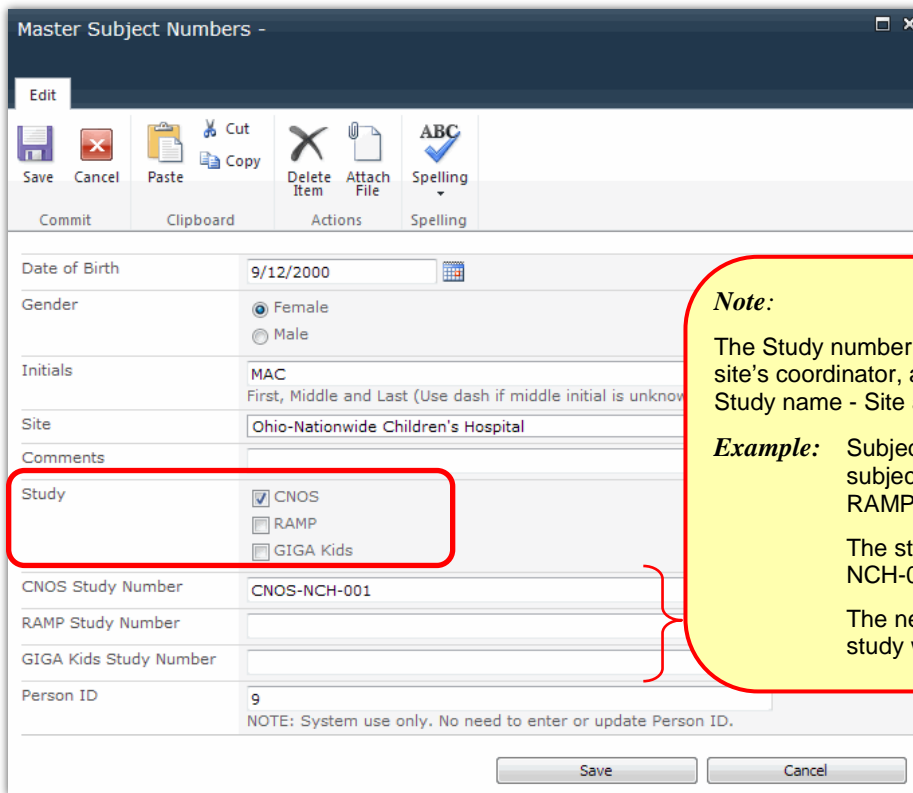 Master Subject Numbers -
Edit
Save
Cancel
Paste
Cut
Copy
Delete Item
Attach File
ABC
Spelling
Commit
Clipboard
Actions
Spelling
Date of Birth
9/12/2000
Gender
Female
Male
Initials
MAC
First, Middle and Last (Use dash if middle initial is
Site
Ohio-Nationwide Children's Hospital
Comments
Study
CNOS
RAMP
GIGA Kids
CNOS Study Number
CNOS-NCH-001
RAMP Study Number
GIGA Kids Study Number
Person ID
9
NOTE: System use only. No need to enter or update Person ID.
Save
Cancel
Note:
The Study number
site's coordinator,
Study name - Site
Example:
RAMP
The
The
study